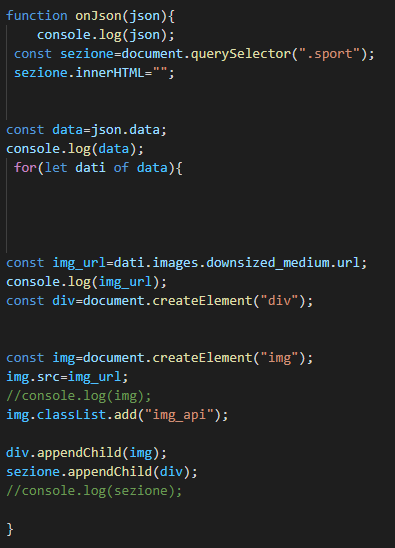 function onJson(json){
console.log(json);
const sezione=document.querySelector(".sport");
sezione.innerHTML="";
const data=json.data;
console.log(data);
for(let dati of data){
const img_url=dati.images.downsized_medium.url;
console.log(img_url);
const div=document.createElement("div");
const img=document.createElement("img");
img.src=img_url;
//console.log(img);
img.classList.add("img_api");
div.appendChild(img);
sezione.appendChild(div);
//console.log(sezione);
}